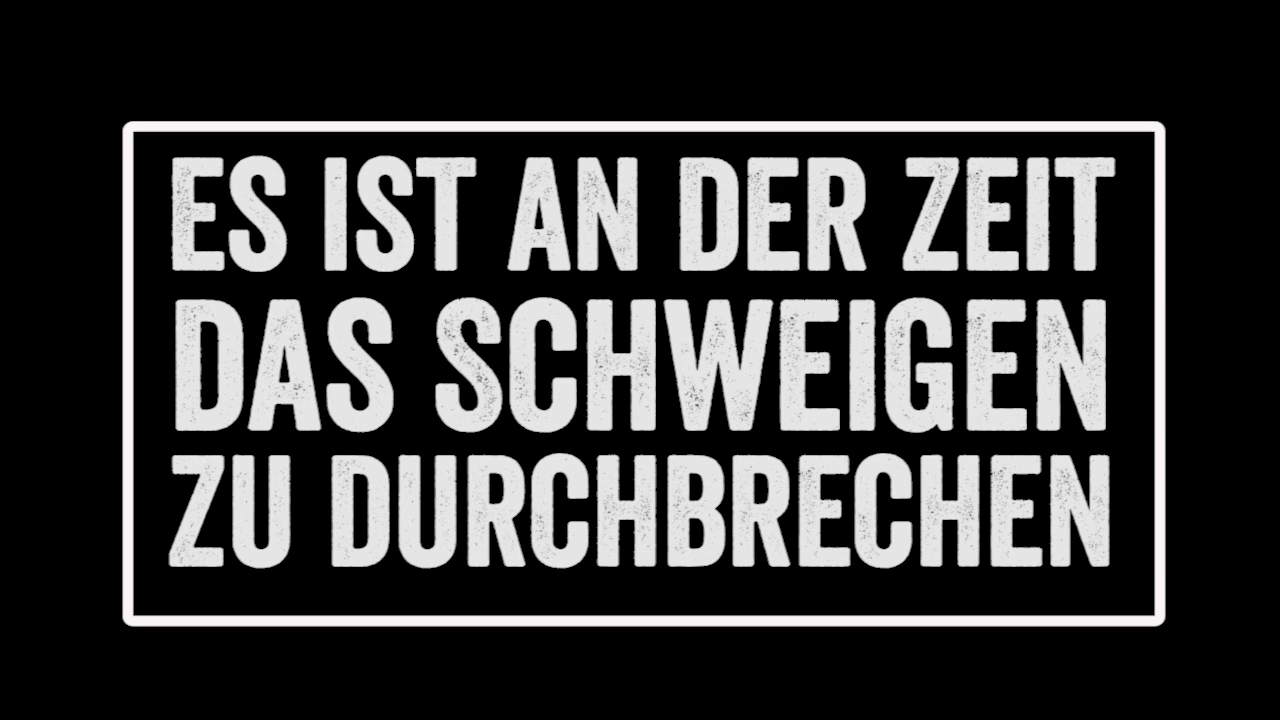 ES IST AN DER ZEIT
DAS SCHWEIGEN
ZU DURCHBRECHEN